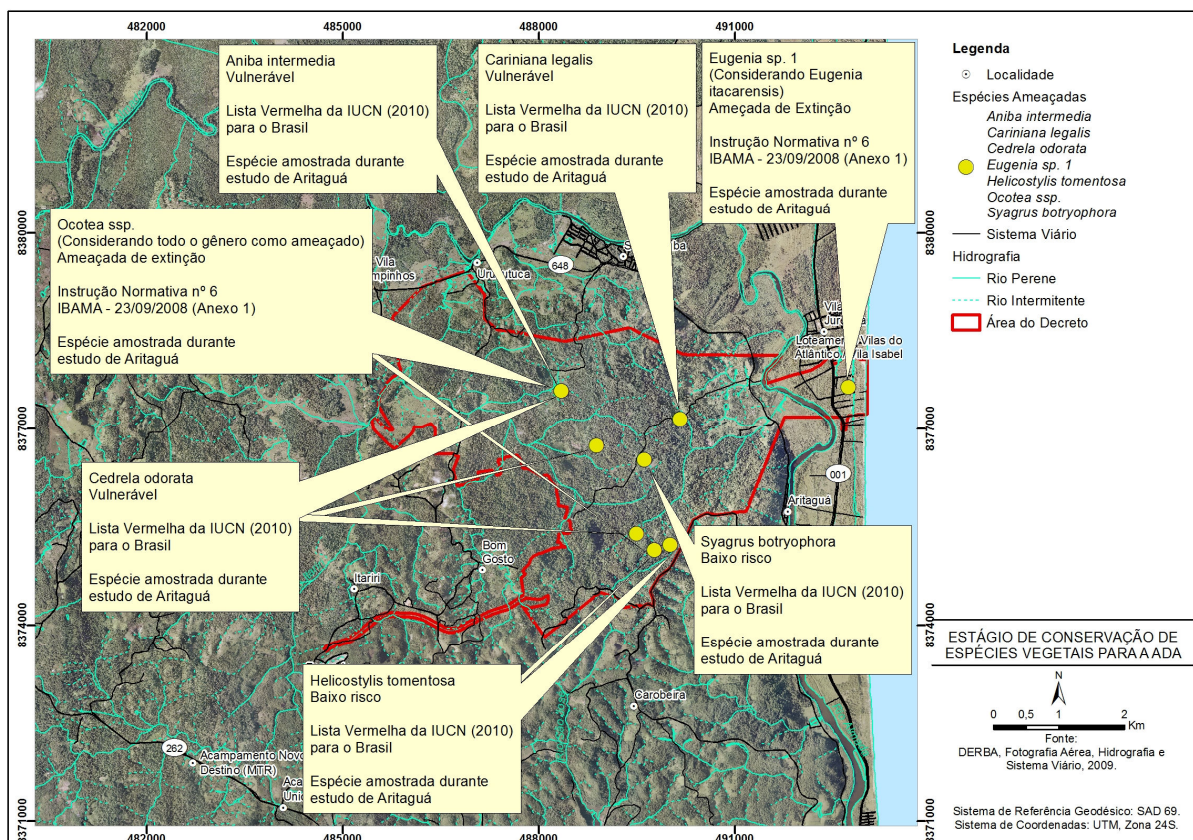 482000
485000
488000
491000
Aniba intermedia
Vulnerável
Lista Vermelha da IUCN (2010)
para o Brasil
Espécie amostrada durante
estudo de Aritaguá
Cariniana legalis
Vulnerável
Lista Vermelha da IUCN (2010)
para o Brasil
Espécie amostrada durante
estudo de Aritaguá
Eugenia sp. 1
(Considerando Eugenia
itacarensis)
Ameçada de Extinção
Instrução Normativa nº 6
IBAMA - 23/09/2008 (Anexo 1)
Espécie amostrada durante
estudo de Aritaguá
Ocotea ssp.
(Considerando todo o gênero como ameaçado)
Ameaçada de extinção
Instrução Normativa nº 6
IBAMA - 23/09/2008 (Anexo 1)
Espécie amostrada durante
estudo de Aritaguá
Cedrela odorata
Vulnerável
Lista Vermelha da IUCN (2010)
para o Brasil
Espécie amostrada durante
estudo de Aritaguá
Syagrus botryophora
Baixo risco
Lista Vermelha da IUCN (2010)
para o Brasil
Espécie amostrada durante
estudo de Aritaguá
Helicostylis tomentosa
Baixo risco
Lista Vermelha da IUCN (2010)
para o Brasil
Espécie amostrada durante
estudo de Aritaguá
8380000
8377000
8374000
8371000
8380000
8377000
8374000
8371000
Vila
648
Vila
Loteamento Vilas do
001
Aritaguá
Bom
Gosto
Itariri
Carobeira
262
Acampamento Novo
Destino (MTR)
482000
485000
488000
491000
Legenda
Localidade
Espécies Ameaçadas
Aniba intermedia
Cariniana legalis
Cedrela odorata
Eugenia sp. 1
Helicostylis tomentosa
Ocotea ssp.
Syagrus botryophora
Sistema Viário
Hidrografia
Rio Perene
Rio Intermitente
Área do Decreto
ESTÁGIO DE CONSERVAÇÃO DE
ESPÉCIES VEGETAIS PARA A ADA
N
0 0,5 1 2
Km
Fonte:
DERBA, Fotografia Aérea, Hidrografia e
Sistema Viário, 2009.
Sistema de Referência Geodésico: SAD 69.
Sistema de Coordenadas: UTM, Zona 24S.